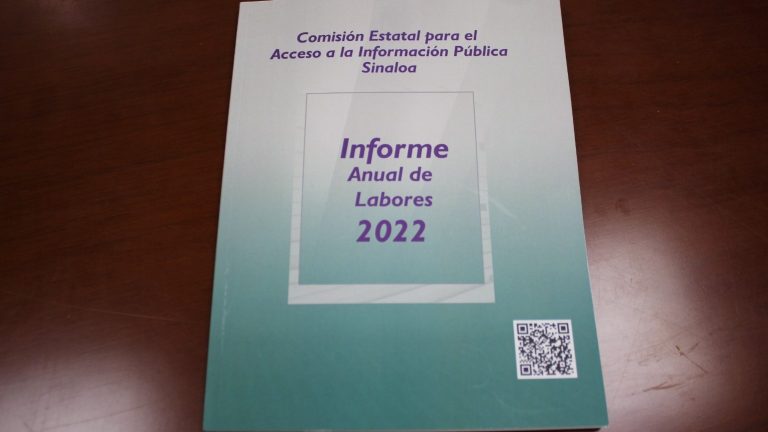 Comisión Estatal para el
Acceso a la Información Pública
Sinaloa
Informe
Anual de
Labores
2022